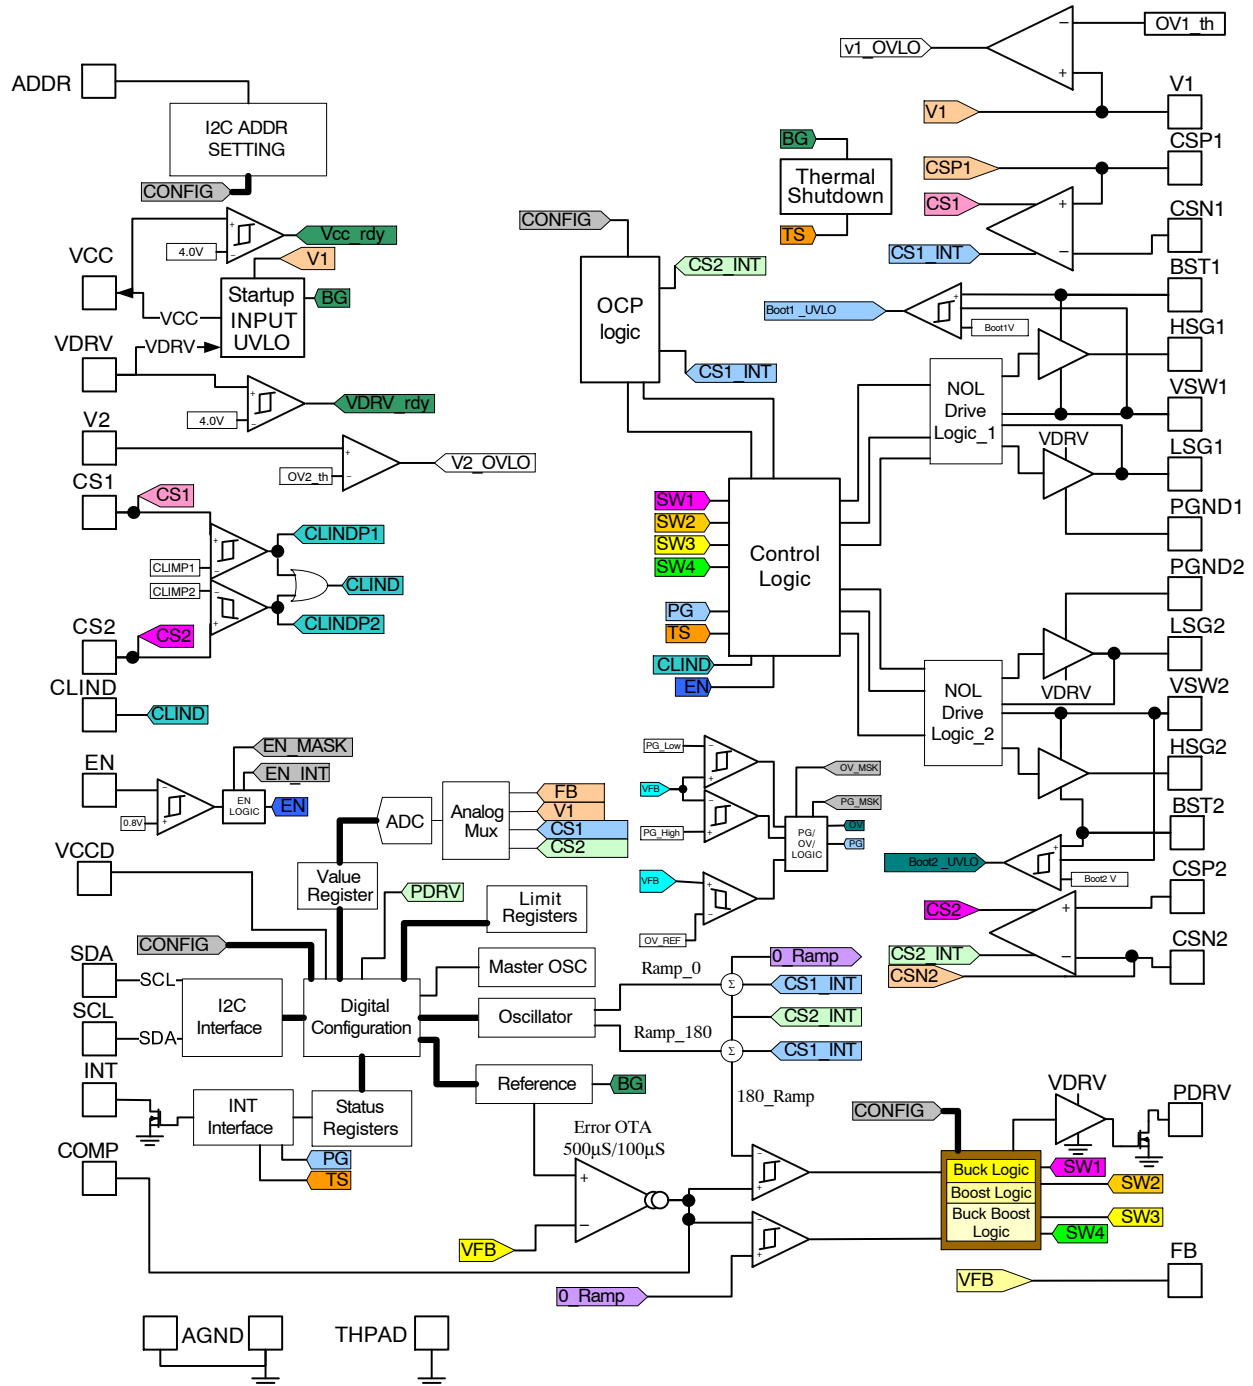 ADDR
I2C ADDR
SETTING
CONFIG
VCC
4.0V
Vcc_rdy
V1
Startup
INPUT
UVLO
BG
VCC
VDRV
VDRV
4.0V
VDRV_rdy
V2
OV2_th
V2_OVLO
CS1
CS1
CLIMP1
CLIMP2
CLINDP1
CLIND
CLINDP2
CS2
CS2
CLIND
CLIND
EN_MASK
EN_INT
EN
0.8V
EN
LOGIC
EN
v1_OVLO
OV1_th
V1
V1
BG
Thermal
Shutdown
TS
CSP1
CSP1
CS1
CSN1
CS1_INT
CONFIG
OCP
logic
CS2_INT
CS1_INT
BST1
Boot1 _UVLO
Boot1V
HSG1
NOL
Drive
Logic_1
VSW1
VDRV
LSG1
PGND1
SW1
SW2
SW3
SW4
PG
TS
CLIND
EN
Control
Logic
PGND2
LSG2
NOL
Drive
Logic_2
VDRV
VSW2
HSG2
BST2
Boot2_UVLO
Boot2 V
CSP2
CS2
CS2_INT
CSN2
CSN2
PG_Low
VFB
PG_High
OV_MSK
PG_MSK
PG/
OV/
LOGIC
OV
PG
VFB
OV_REF
ADC
Analog
Mux
FB
V1
CS1
CS2
VCCD
Value
Register
PDRV
Limit
Registers
CONFIG
SDA
SCL
I2C
Interface
SCL
SDA
Digital
Configuration
Master OSC
Oscillator
Ramp_0
Ramp_180
0_Ramp
Σ
CS1_INT
CS2_INT
Σ
CS1_INT
Reference
BG
180_Ramp
INT
INT
Interface
Status
Registers
PG
TS
COMP
Error OTA
500µS/100µS
VFB
0_Ramp
CONFIG
VDRV
PDRV
Buck Logic
Boost Logic
Buck Boost
Logic
SW1
SW2
SW3
SW4
FB
VFB
AGND
THPAD